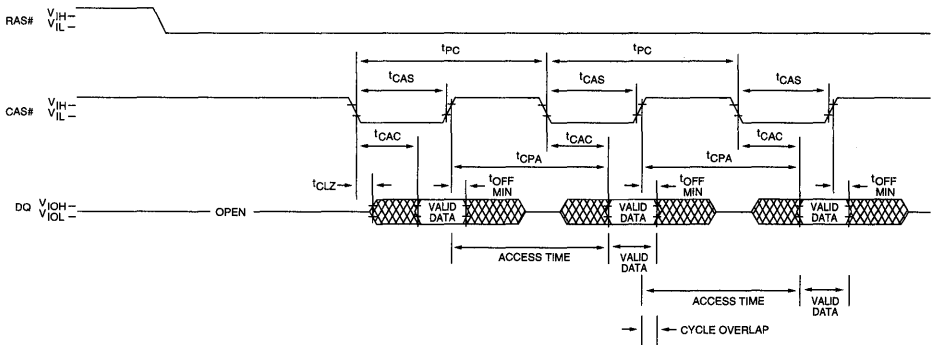 RAS# VIH VIL
tPC tPC
tCAS tCAS tCAS
CAS# VIH VIL
tCAC tCAC tCAC
tCPA tCPA
tCLZ tOFF MIN tOFF MIN tOFF MIN
DQ VIOH VIOL OPEN VALID DATA VALID DATA VALID DATA
ACCESS TIME VALID DATA
ACCESS TIME VALID DATA
CYCLE OVERLAP